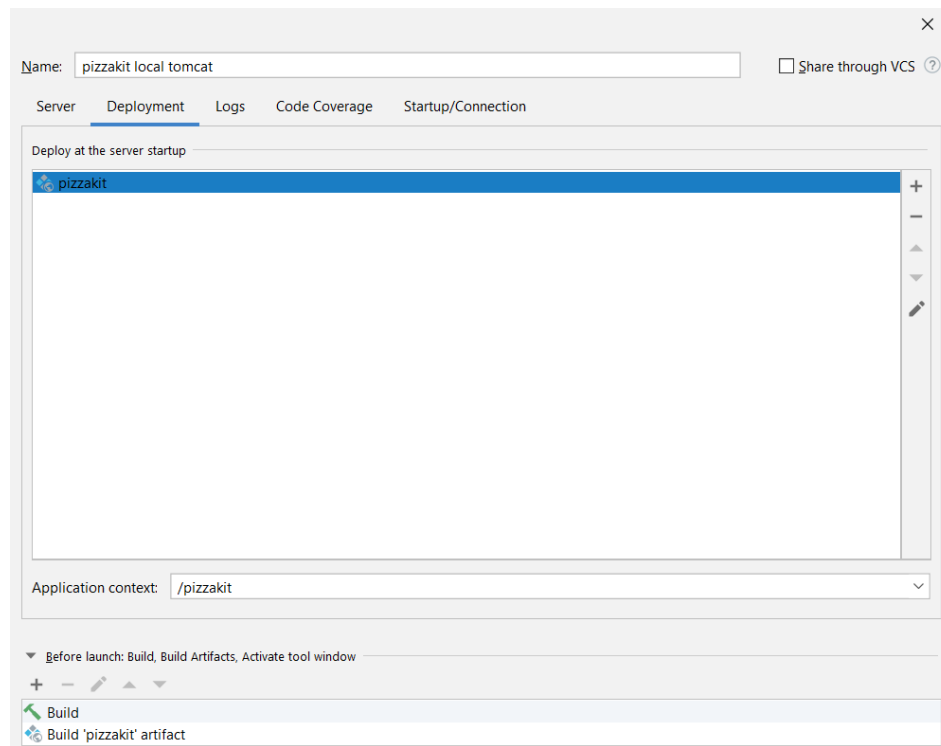 Name: pizzakit local tomcat Share through VCS ?
Server Deployment Logs Code Coverage Startup/Connection
Deploy at the server startup
pizzakit
Application context: /pizzakit
Before launch: Build, Build Artifacts, Activate tool window
Build
Build 'pizzakit' artifact